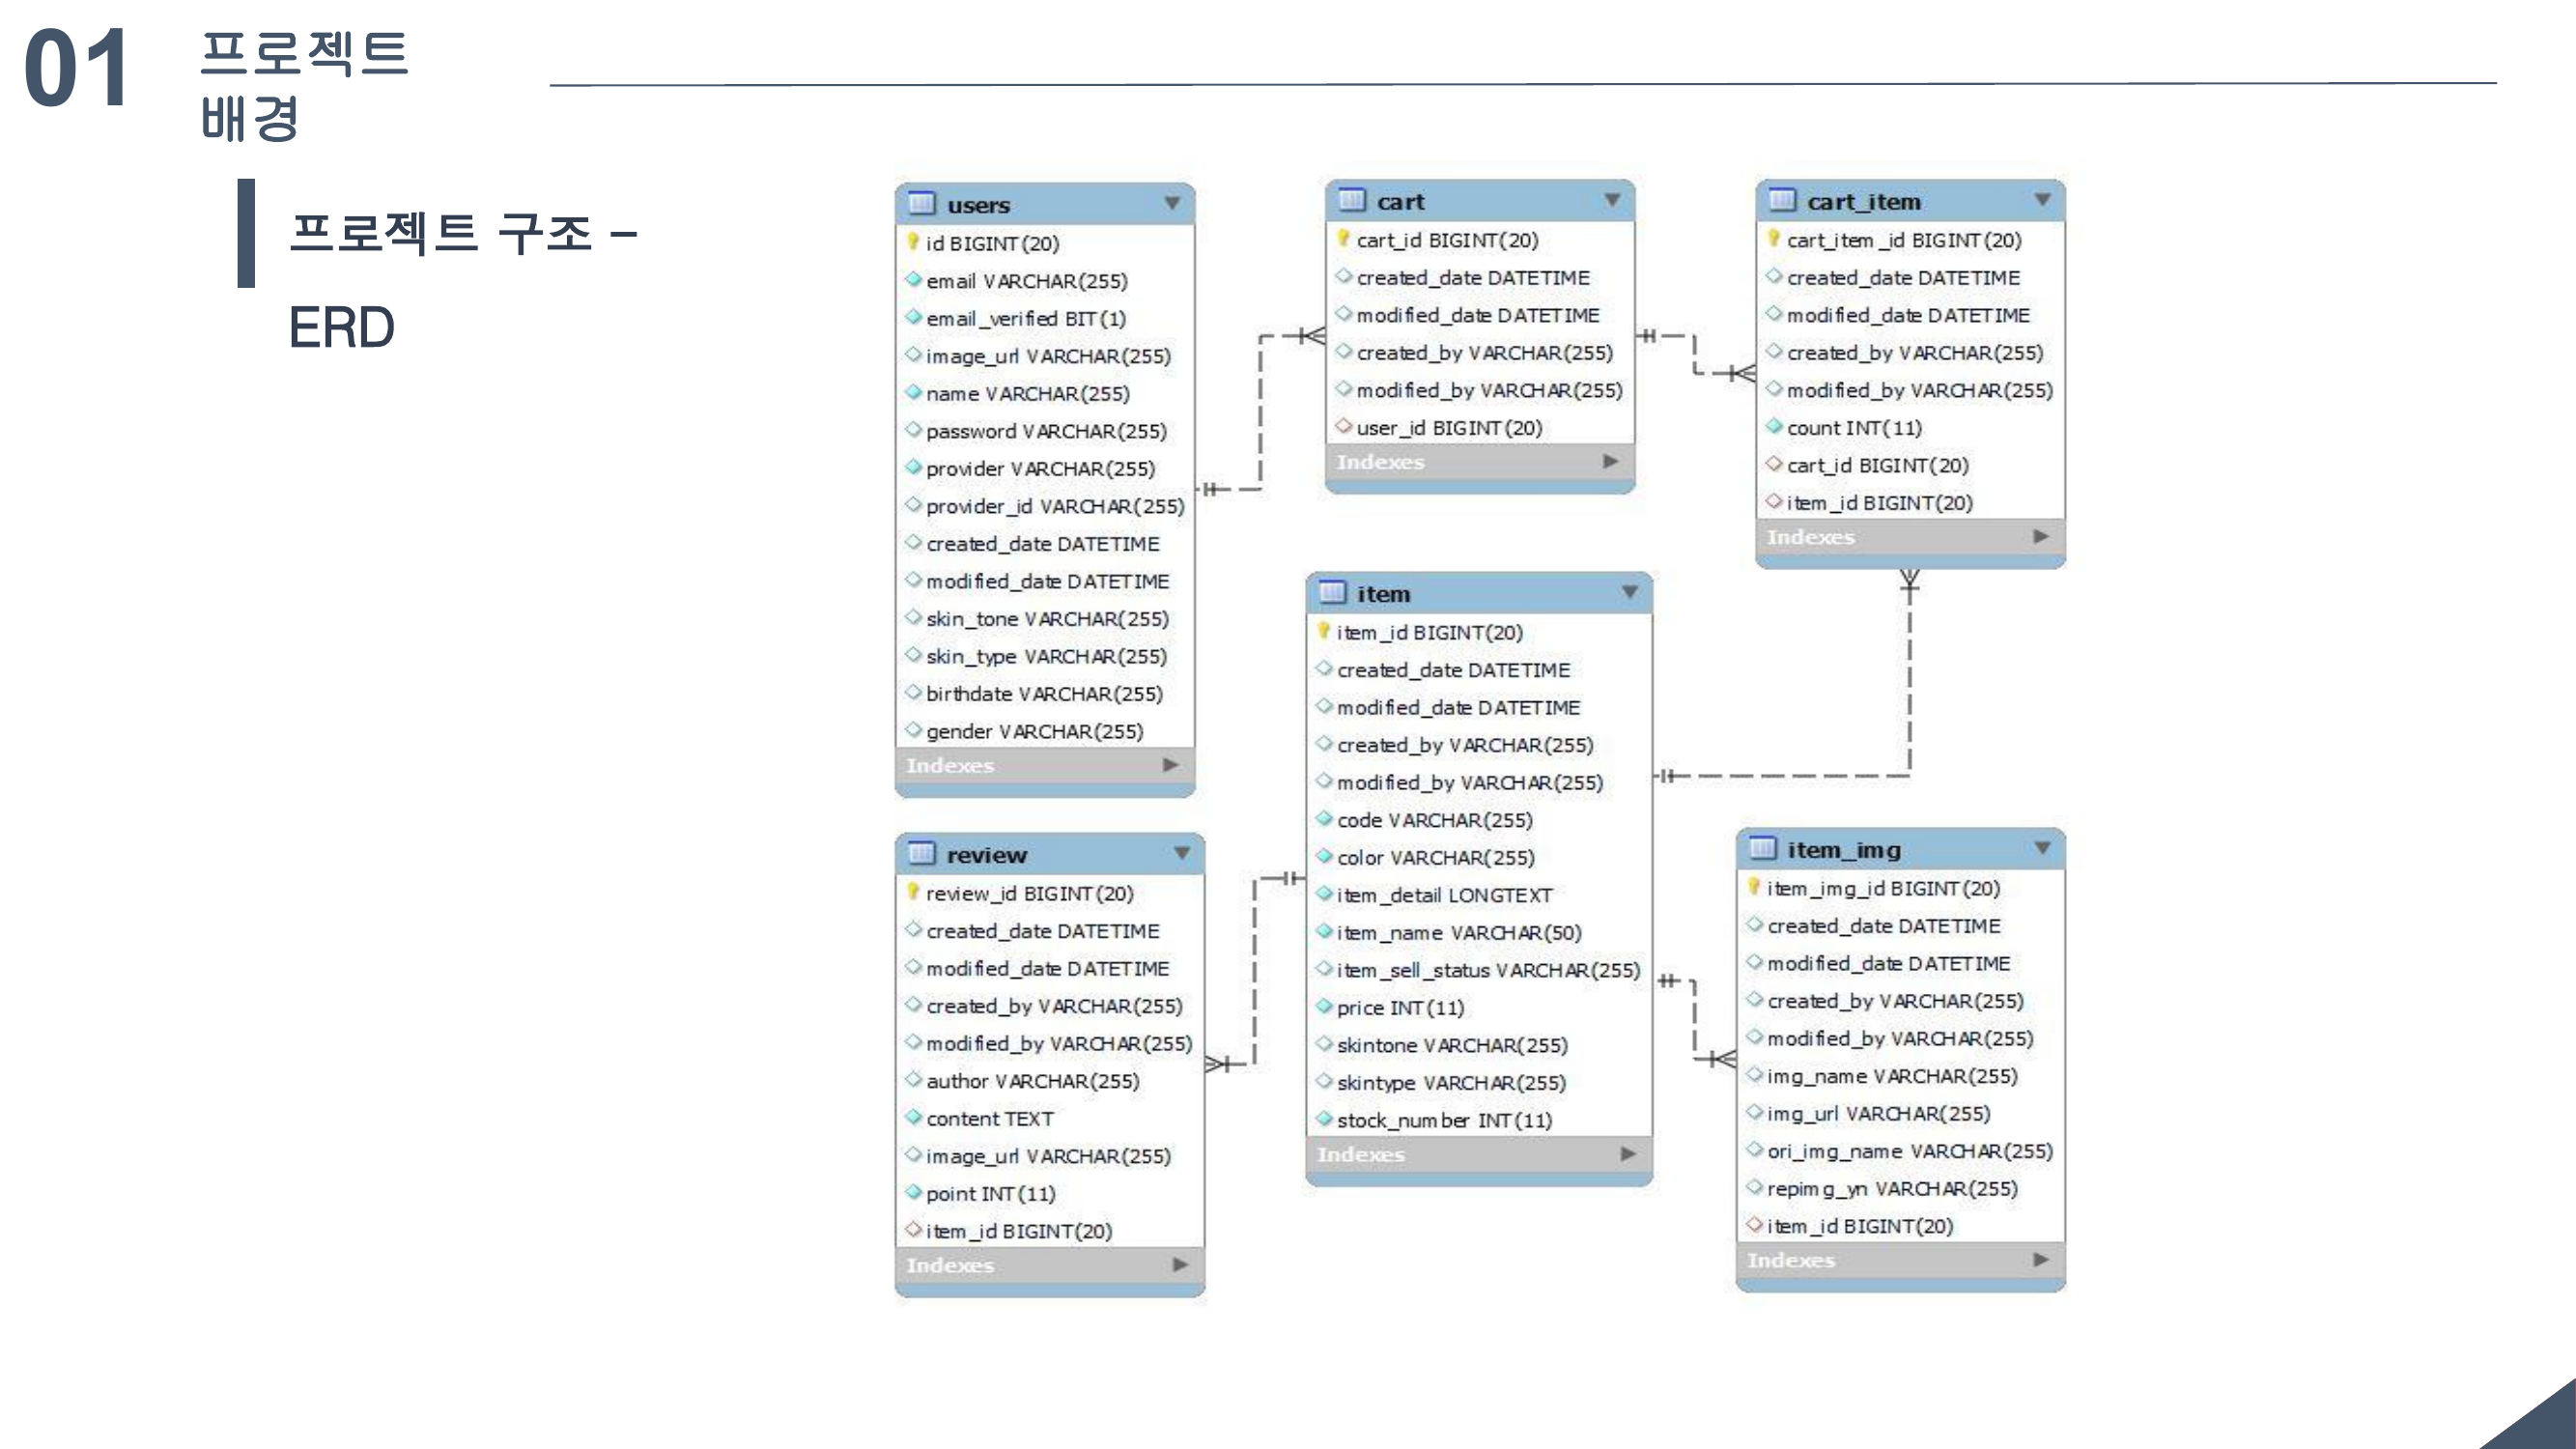 01
프로젝트
배경
프로젝트 구조 –
ERD
users
id BIGINT(20)
email VARCHAR(255)
email_verified BIT(1)
image_url VARCHAR(255)
name VARCHAR(255)
password VARCHAR(255)
provider VARCHAR(255)
provider_id VARCHAR(255)
created_date DATETIME
modified_date DATETIME
skin_tone VARCHAR(255)
skin_type VARCHAR(255)
birthdate VARCHAR(255)
gender VARCHAR(255)
Indexes
cart
cart_id BIGINT(20)
created_date DATETIME
modified_date DATETIME
created_by VARCHAR(255)
modified_by VARCHAR(255)
user_id BIGINT(20)
Indexes
cart_item
cart_item_id BIGINT(20)
created_date DATETIME
modified_date DATETIME
created_by VARCHAR(255)
modified_by VARCHAR(255)
count INT(11)
cart_id BIGINT(20)
item_id BIGINT(20)
Indexes
item
item_id BIGINT(20)
created_date DATETIME
modified_date DATETIME
created_by VARCHAR(255)
modified_by VARCHAR(255)
code VARCHAR(255)
color VARCHAR(255)
item_detail LONGTEXT
item_name VARCHAR(50)
item_sell_status VARCHAR(255)
price INT(11)
skintone VARCHAR(255)
skintype VARCHAR(255)
stock_number INT(11)
Indexes
review
review_id BIGINT(20)
created_date DATETIME
modified_date DATETIME
created_by VARCHAR(255)
modified_by VARCHAR(255)
author VARCHAR(255)
content TEXT
image_url VARCHAR(255)
point INT(11)
item_id BIGINT(20)
Indexes
item_img
item_img_id BIGINT(20)
created_date DATETIME
modified_date DATETIME
created_by VARCHAR(255)
modified_by VARCHAR(255)
img_name VARCHAR(255)
img_url VARCHAR(255)
ori_img_name VARCHAR(255)
repimg_yn VARCHAR(255)
item_id BIGINT(20)
Indexes